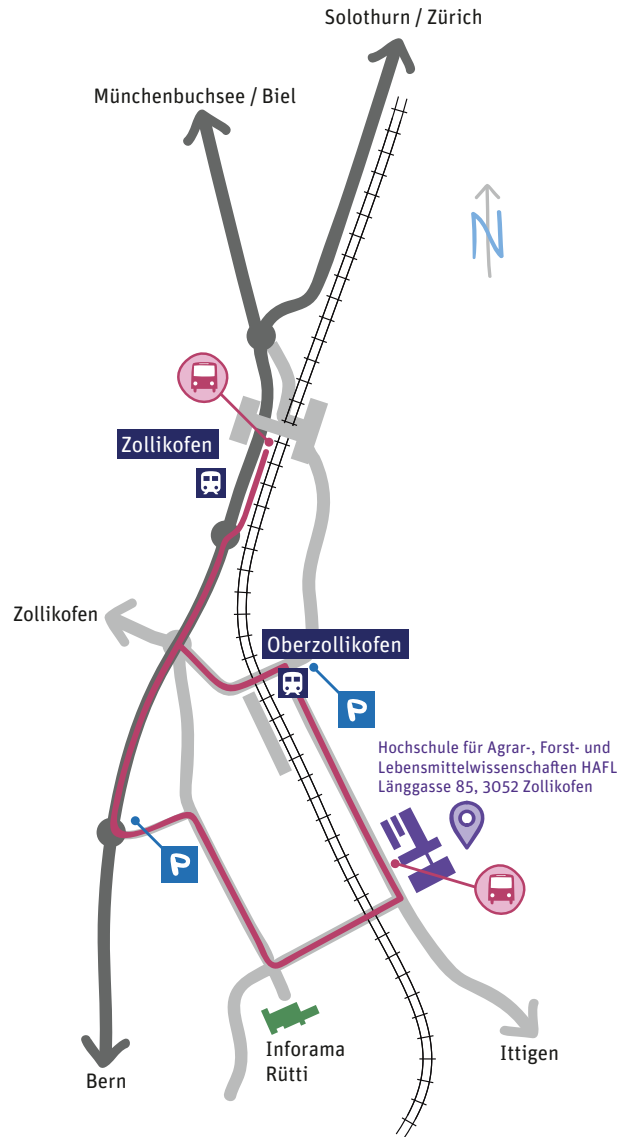 Solothurn / Zürich
Münchenbuchsee / Biel
N
Zollikofen
Zollikofen
Oberzollikofen
P
Hochschule für Agrar-, Forst- und
Lebensmittelwissenschaften HAFL
Länggasse 85, 3052 Zollikofen
P
Inforama
Rütti
Ittigen
Bern